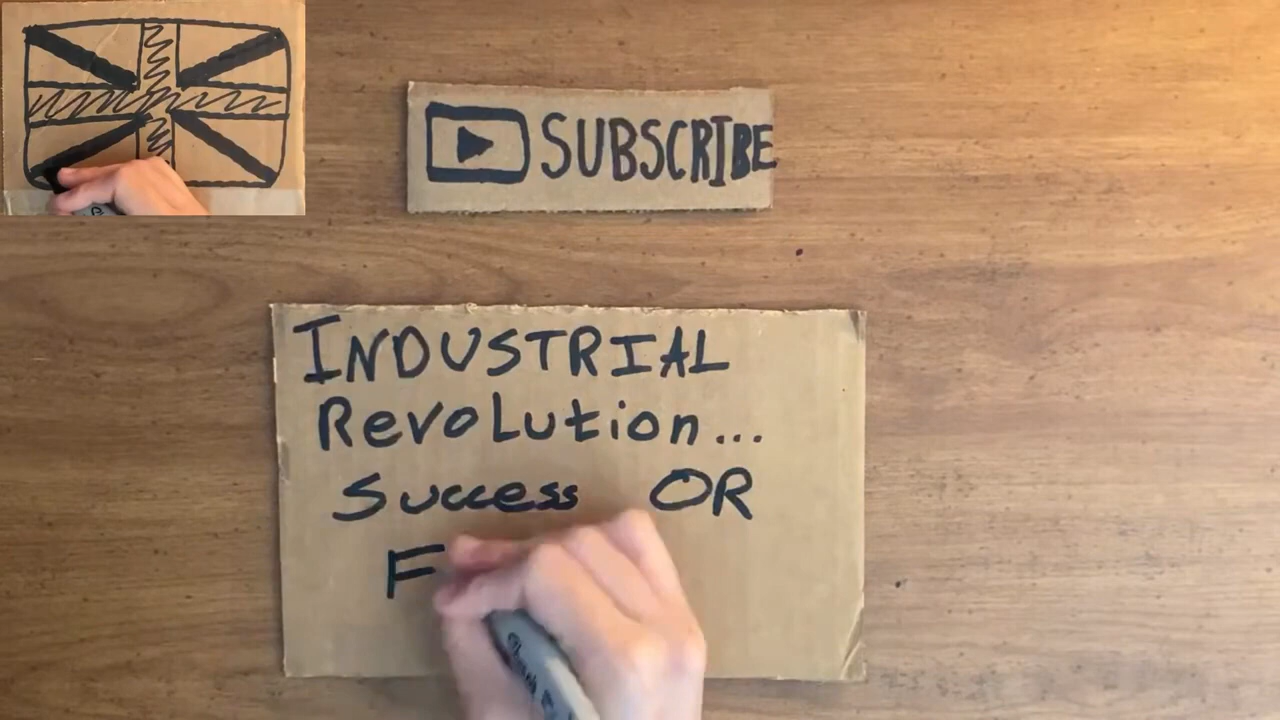 SUBSCRIBE
INDUSTRIAL
Revolution...
Success OR
F